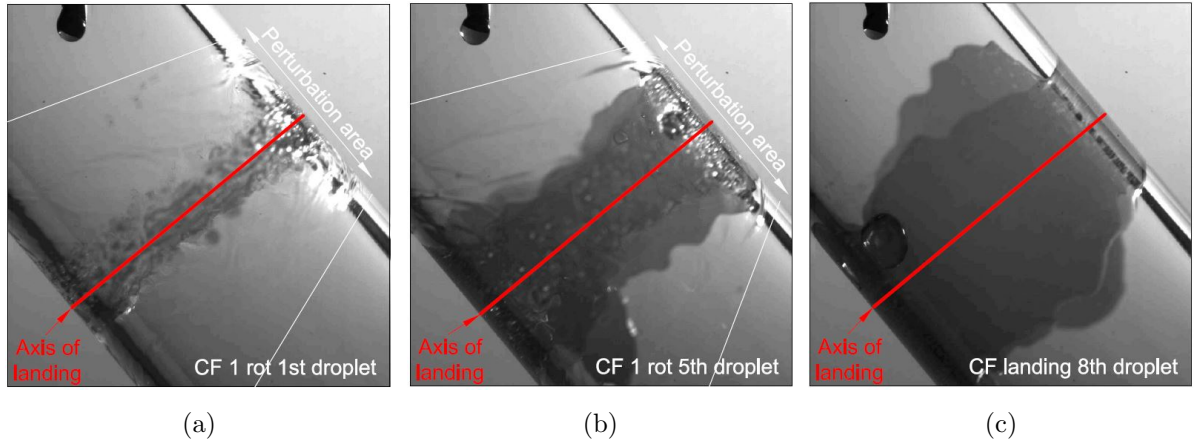 Perturbation area
Axis of
landing
CF 1 rot 1st droplet
(a)
Perturbation area
Axis of
landing
CF 1 rot 5th droplet
(b)
Axis of
landing
CF landing 8th droplet
(c)